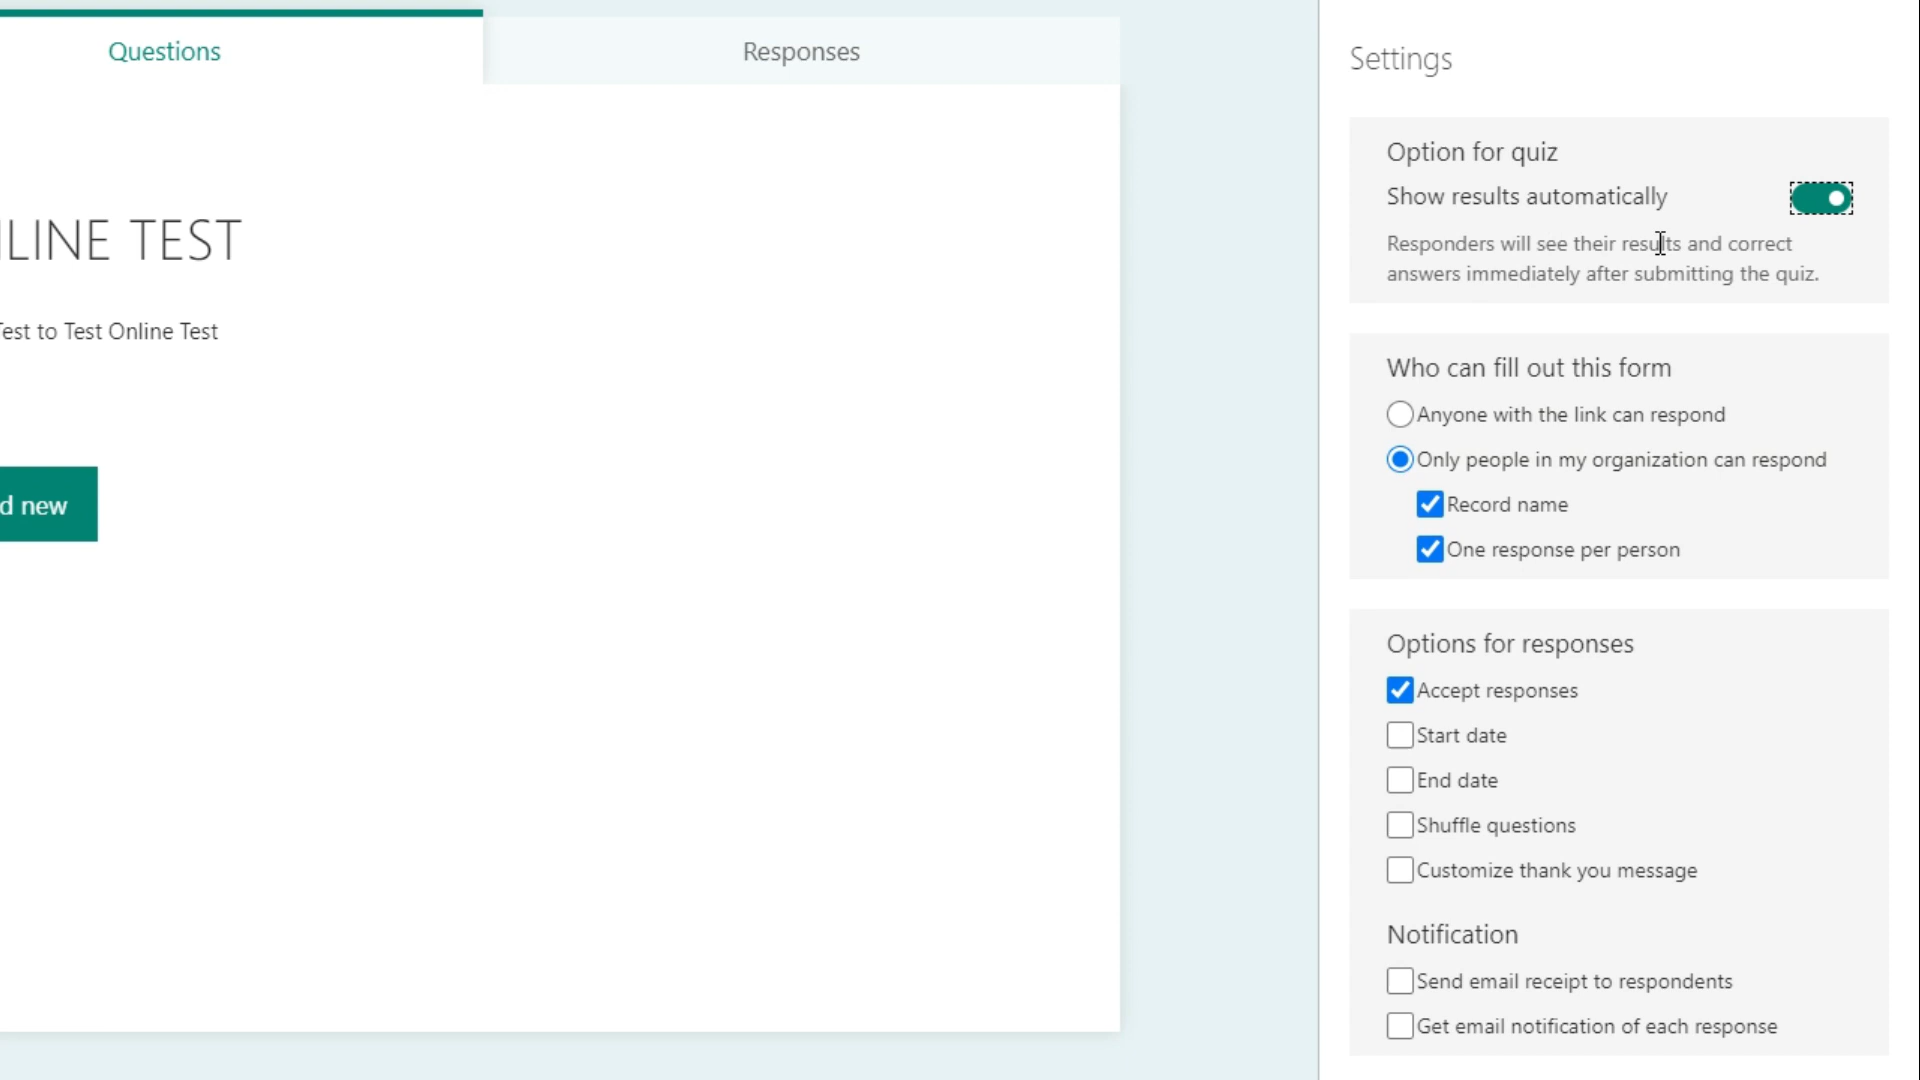 Questions
Responses
LINE TEST
Test to Test Online Test
d new
Settings
Option for quiz
Show results automatically
Responders will see their results and correct
answers immediately after submitting the quiz.
Who can fill out this form
Anyone with the link can respond
Only people in my organization can respond
Record name
One response per person
Options for responses
Accept responses
Start date
End date
Shuffle questions
Customize thank you message
Notification
Send email receipt to respondents
Get email notification of each response